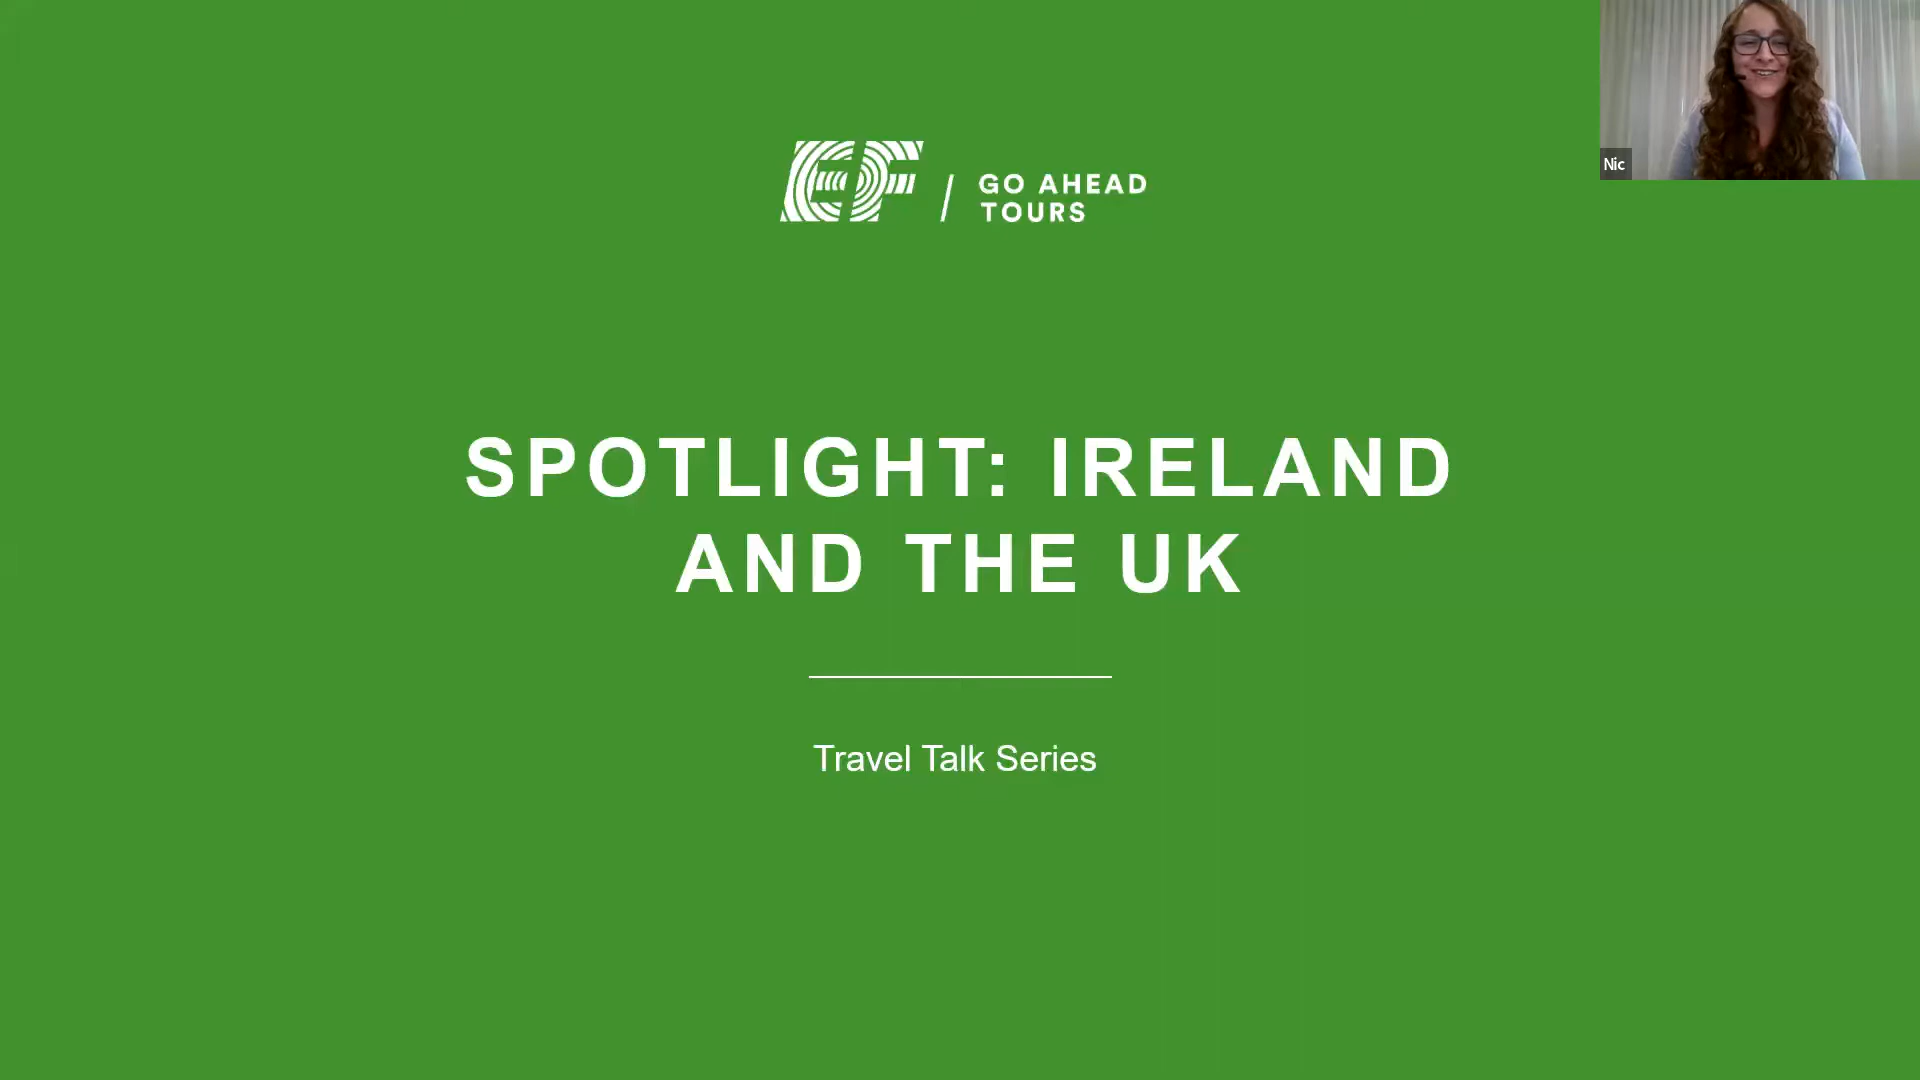 EF / GO AHEAD
TOURS
Nic
SPOTLIGHT: IRELAND
AND THE UK
Travel Talk Series